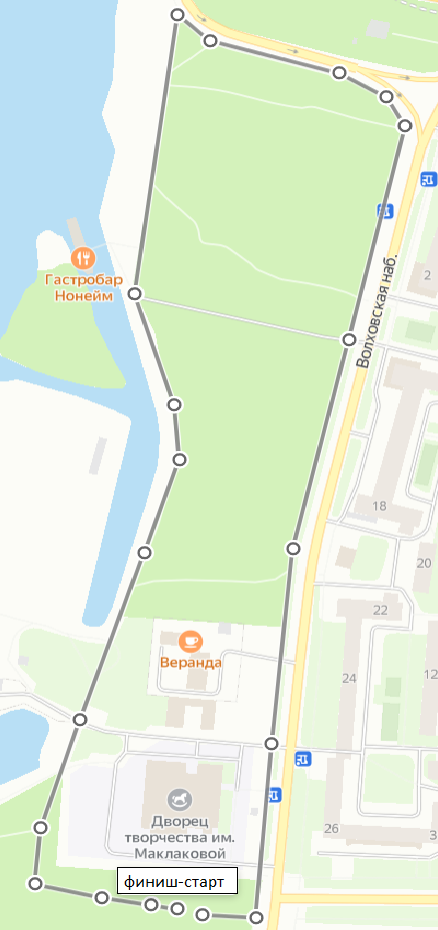 2
Гастробар
Нонейм
Волховская наб.
18
20
22
Веранда
24
12
Дворец
творчества им.
Маклаковой
26
финиш-старт